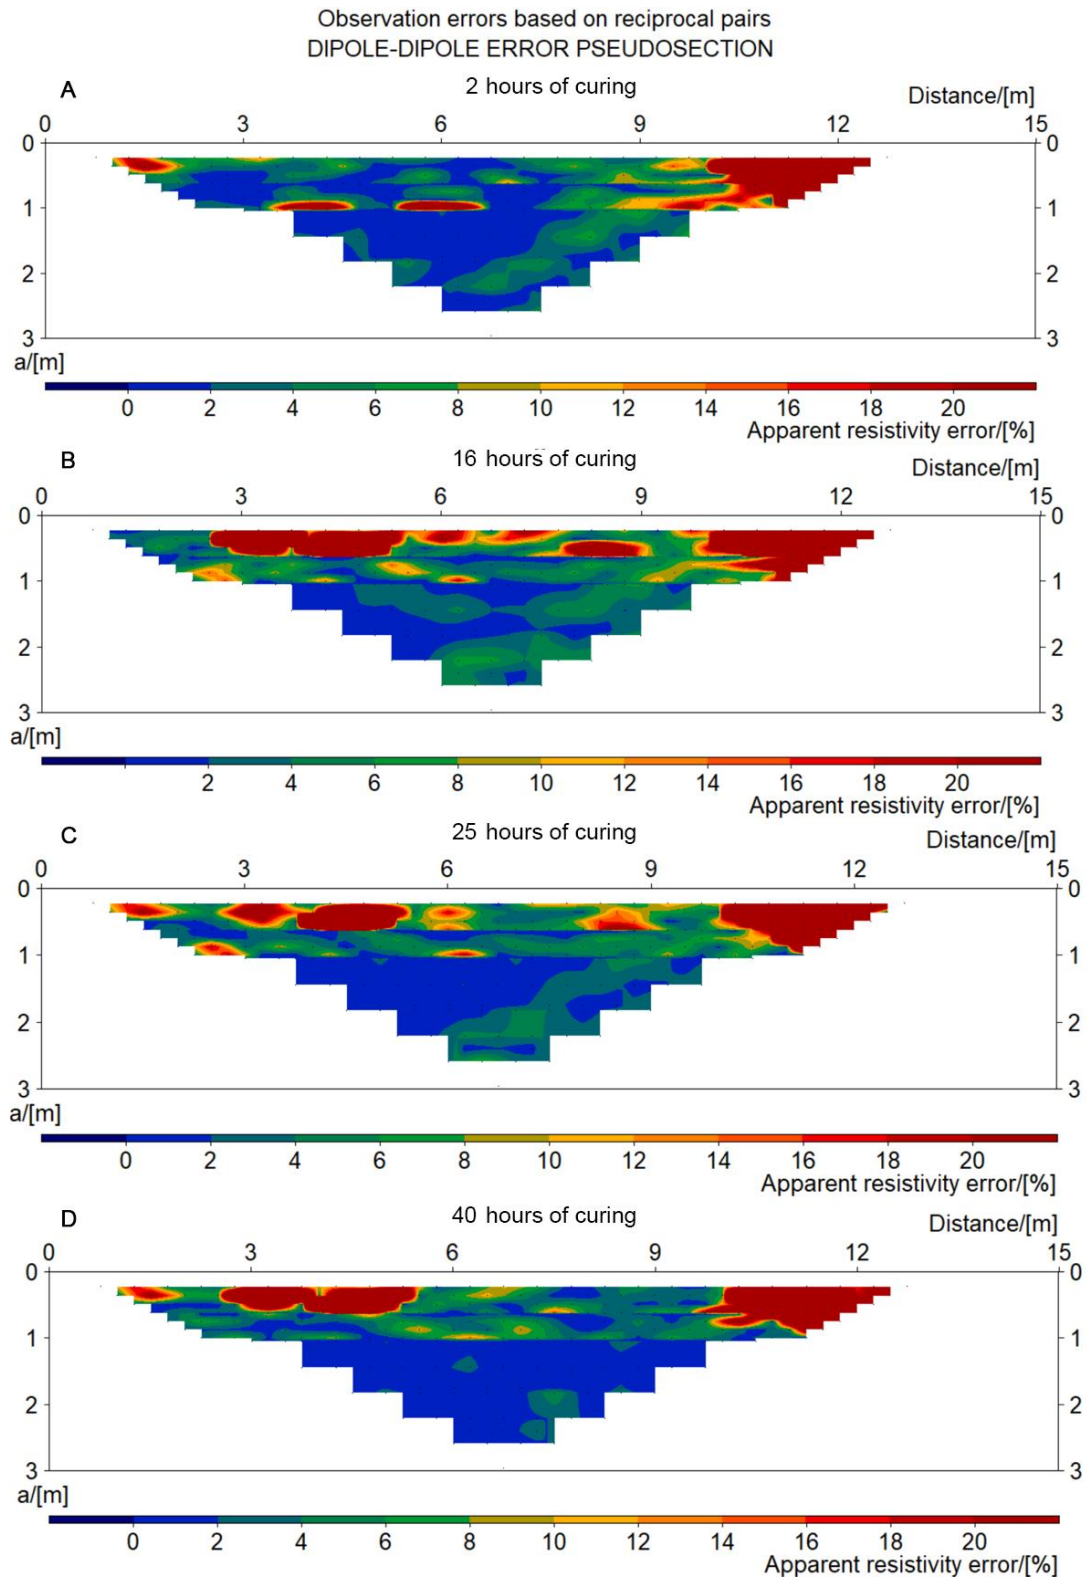 Observation errors based on reciprocal pairs
DIPOLE-DIPOLE ERROR PSEUDOSECTION
A
2 hours of curing
Distance/[m]
0 3 6 9 12 15
0 0
1 1
2 2
3 3
a/[m]
0 2 4 6 8 10 12 14 16 18 20
Apparent resistivity error/[%]
B
16 hours of curing
Distance/[m]
0 3 6 9 12 15
0 0
1 1
2 2
3 3
a/[m]
2 4 6 8 10 12 14 16 18 20
Apparent resistivity error/[%]
C
25 hours of curing
Distance/[m]
0 3 6 9 12 15
0 0
1 1
2 2
3 3
a/[m]
0 2 4 6 8 10 12 14 16 18 20
Apparent resistivity error/[%]
D
40 hours of curing
Distance/[m]
0 3 6 9 12 15
0 0
1 1
2 2
3 3
a/[m]
0 2 4 6 8 10 12 14 16 18 20
Apparent resistivity error/[%]